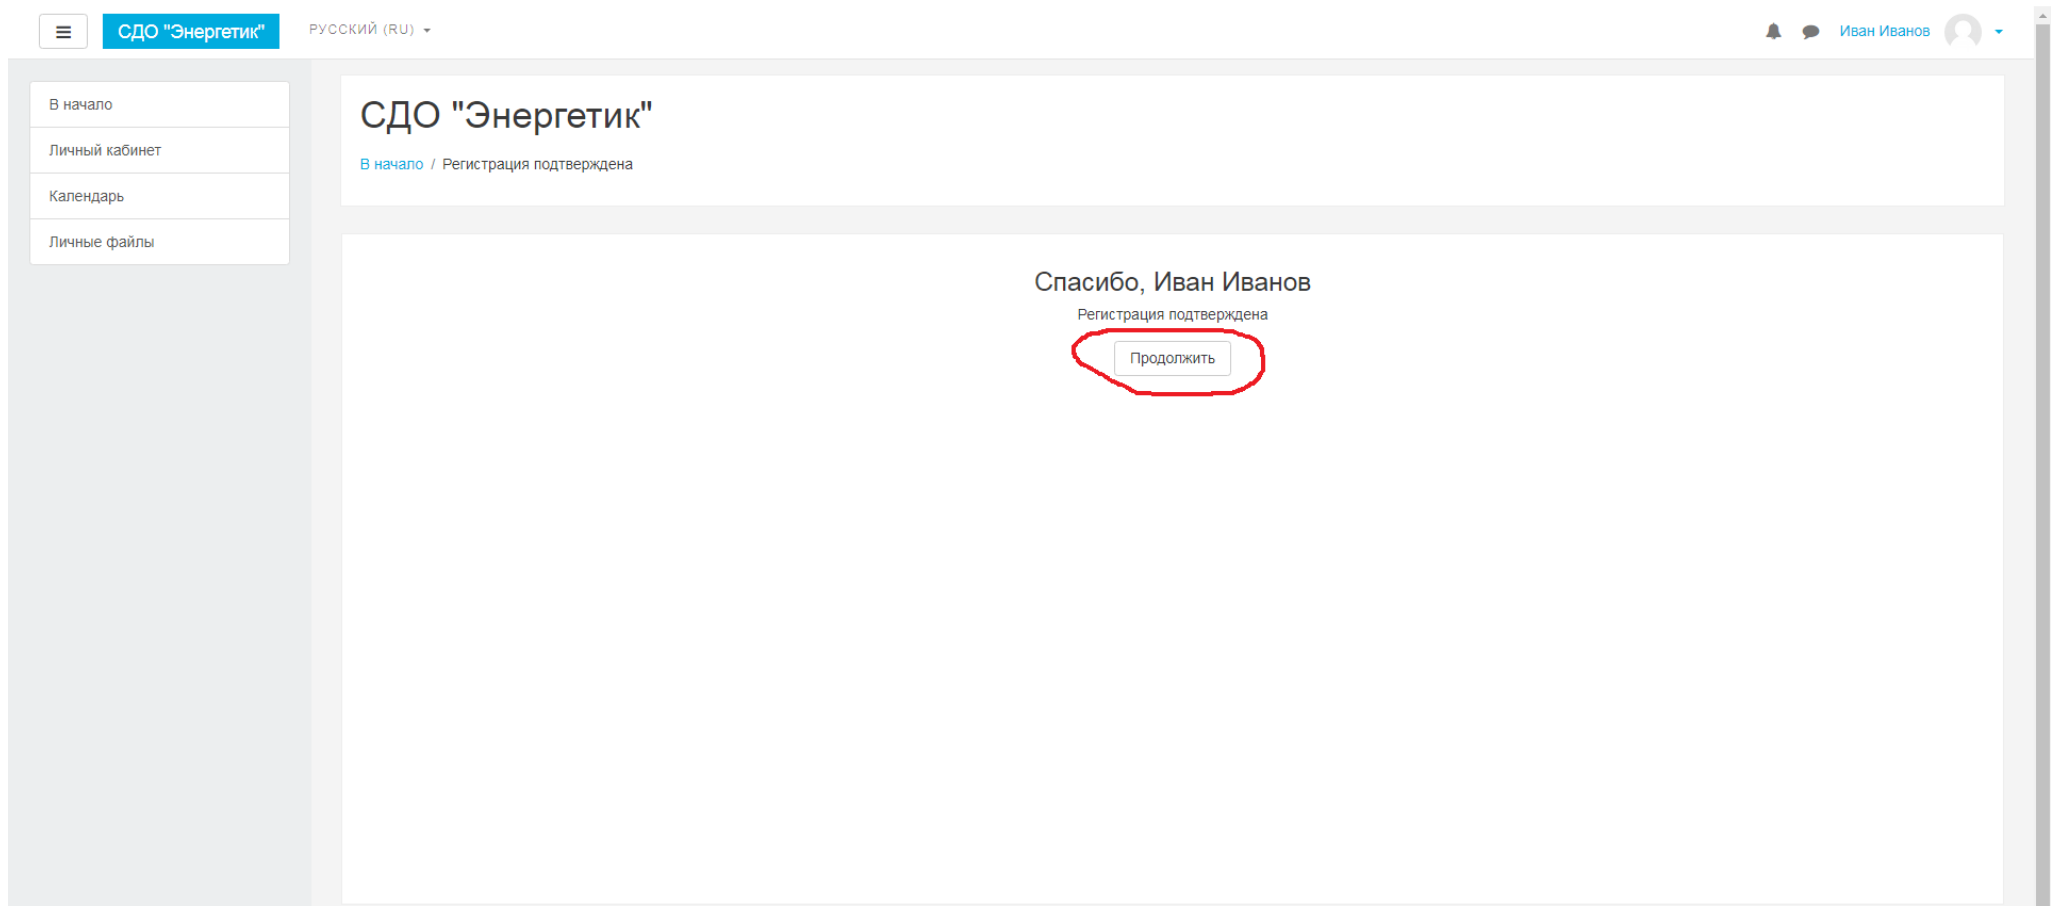 СДО "Энергетик"
РУССКИЙ (RU)
Иван Иванов
В начало
Личный кабинет
Календарь
Личные файлы
СДО "Энергетик"
В начало / Регистрация подтверждена
Спасибо, Иван Иванов
Регистрация подтверждена
Продолжить